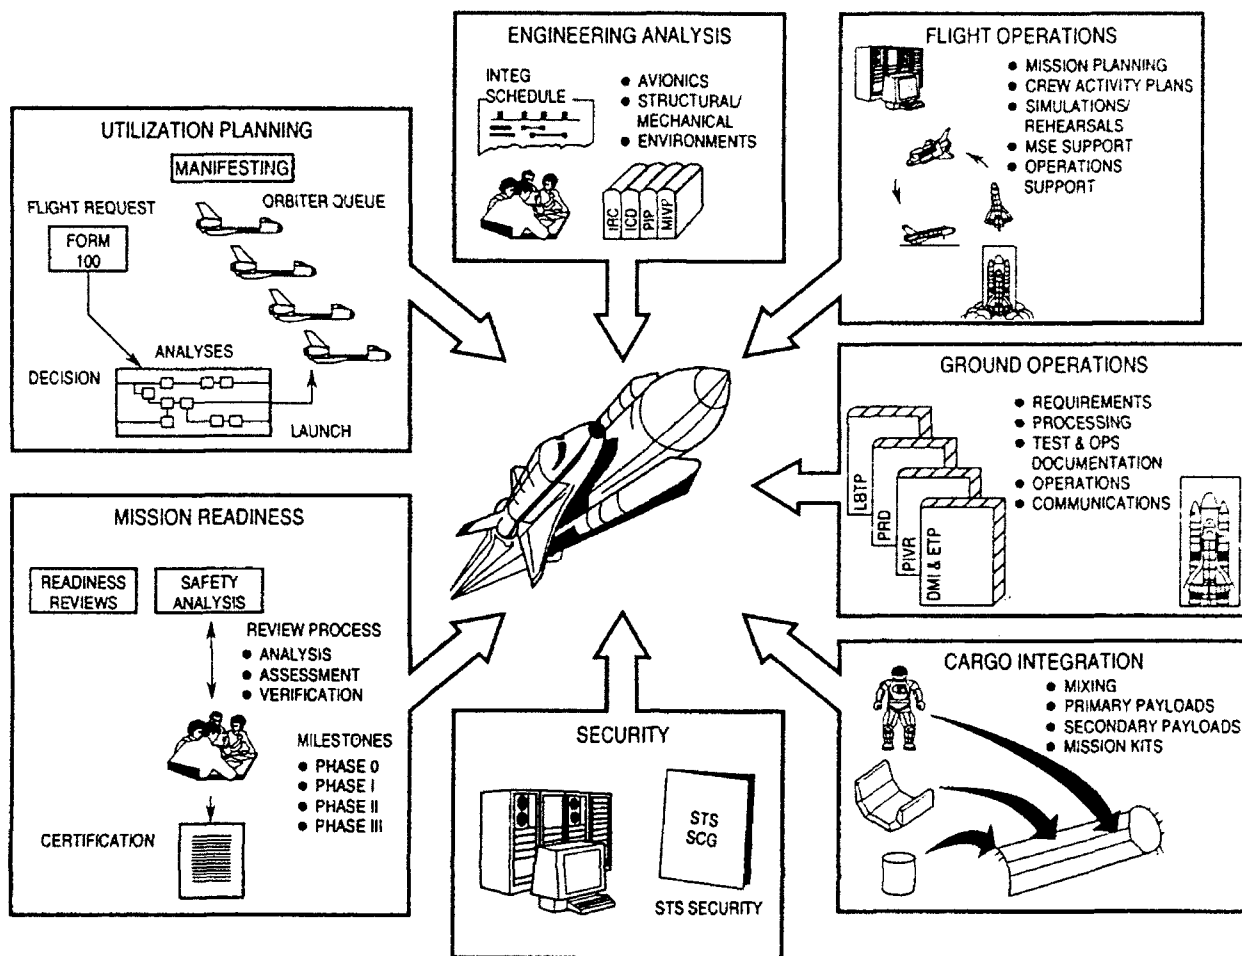 ENGINEERING ANALYSIS
INTEG
SCHEDULE
● AVIONICS
● STRUCTURAL/
MECHANICAL
● ENVIRONMENTS
IRC
ICD
PIP
MIVP
FLIGHT OPERATIONS
● MISSION PLANNING
● CREW ACTIVITY PLANS
● SIMULATIONS/
REHEARSALS
● MSE SUPPORT
● OPERATIONS
SUPPORT
UTILIZATION PLANNING
MANIFESTING
FLIGHT REQUEST
ORBITER QUEUE
FORM
100
ANALYSES
DECISION
LAUNCH
GROUND OPERATIONS
● REQUIREMENTS
● PROCESSING
● TEST & OPS
DOCUMENTATION
● OPERATIONS
● COMMUNICATIONS
L8TP
PRD
PIVR
DMI & ETP
MISSION READINESS
READINESS
REVIEWS
SAFETY
ANALYSIS
REVIEW PROCESS
● ANALYSIS
● ASSESSMENT
● VERIFICATION
MILESTONES
● PHASE 0
● PHASE I
● PHASE II
● PHASE III
CERTIFICATION
SECURITY
STS
SCG
STS SECURITY
CARGO INTEGRATION
● MIXING
● PRIMARY PAYLOADS
● SECONDARY PAYLOADS
● MISSION KITS